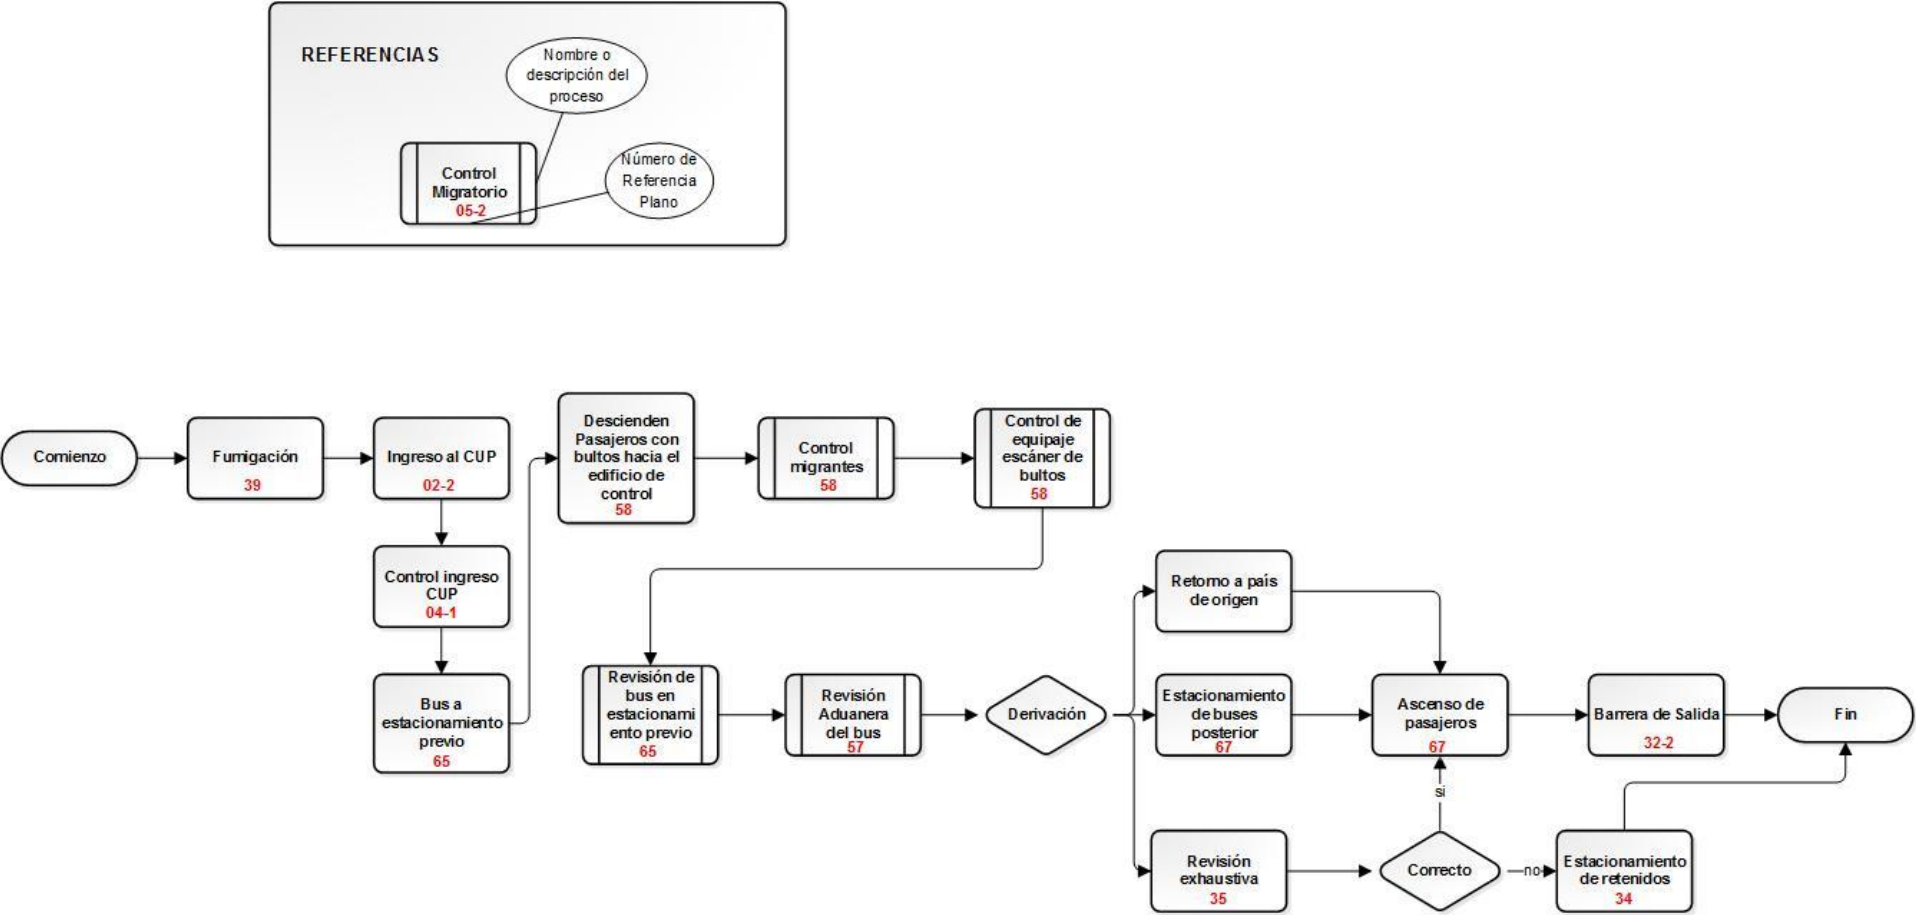 REFERENCIAS
Nombre o
descripción del
proceso
Control
Migratorio
05-2
Número de
Referencia
Plano
Comienzo
Fumigación
39
Ingreso al CUP
02-2
Control ingreso
CUP
04-1
Bus a
estacionamiento
previo
65
Descienden
Pasajeros con
bultos hacia el
edificio de
control
58
Control
migrantes
58
Control de
equipaje
escáner de
bultos
58
Revisión de
bus en
estacionami
ento previo
65
Revisión
Aduanera
del bus
57
Derivación
Retorno a país
de origen
Estacionamiento
de buses
posterior
67
Revisión
exhaustiva
35
Correcto
si
no
Ascenso de
pasajeros
67
Estacionamiento
de retenidos
34
Barrera de Salida
32-2
Fin